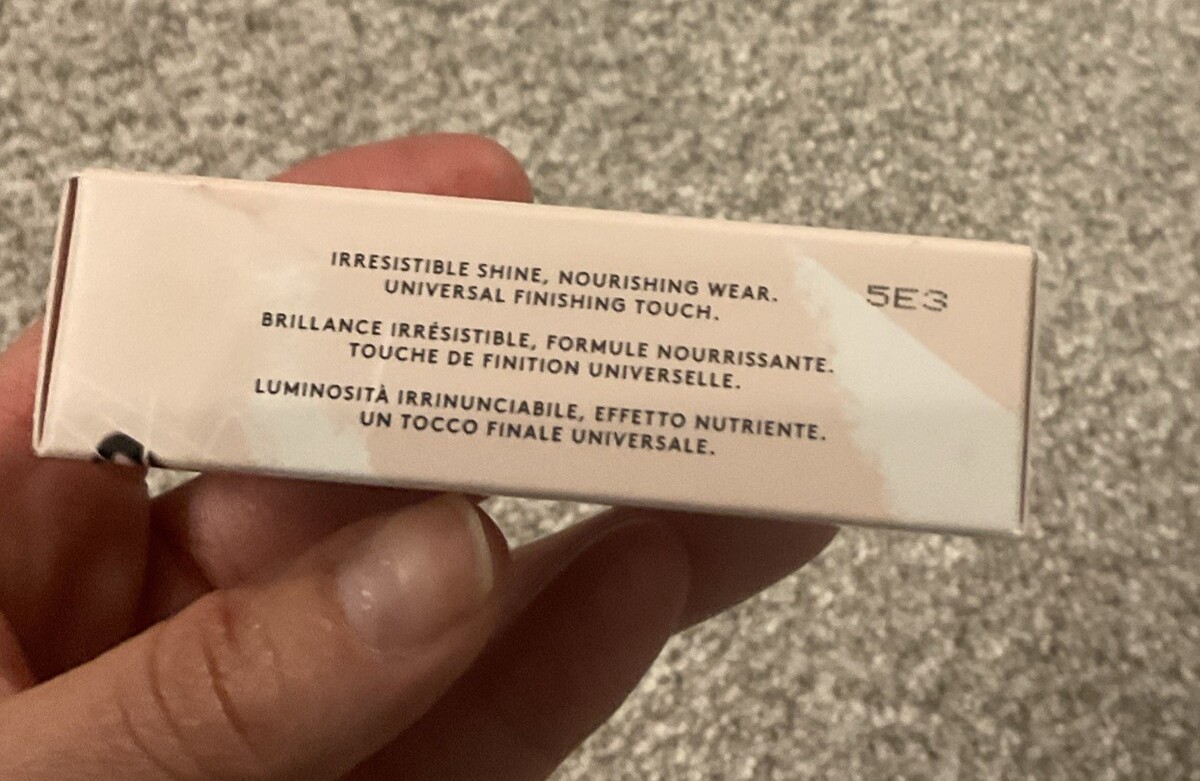 IRRESISTIBLE SHINE, NOURISHING WEAR.
UNIVERSAL FINISHING TOUCH.
5E3
BRILLANCE IRRÉSISTIBLE, FORMULE NOURRISSANTE.
TOUCHE DE FINITION UNIVERSELLE.
LUMINOSITÀ IRRINUNCIABILE, EFFETTO NUTRIENTE.
UN TOCCO FINALE UNIVERSALE.